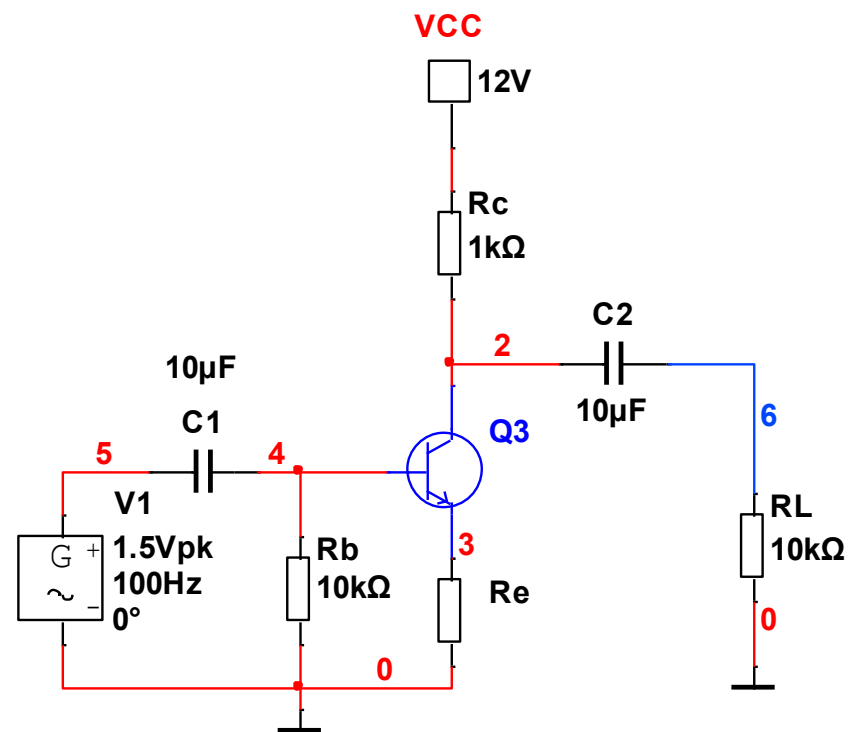 VCC
12V
Rc
1kΩ
C2
2
10µF
10µF
6
C1
Q3
5
4
V1
RL
3
1.5Vpk
Rb
10kΩ
G
+
100Hz
10kΩ
Re
−
0°
0
0